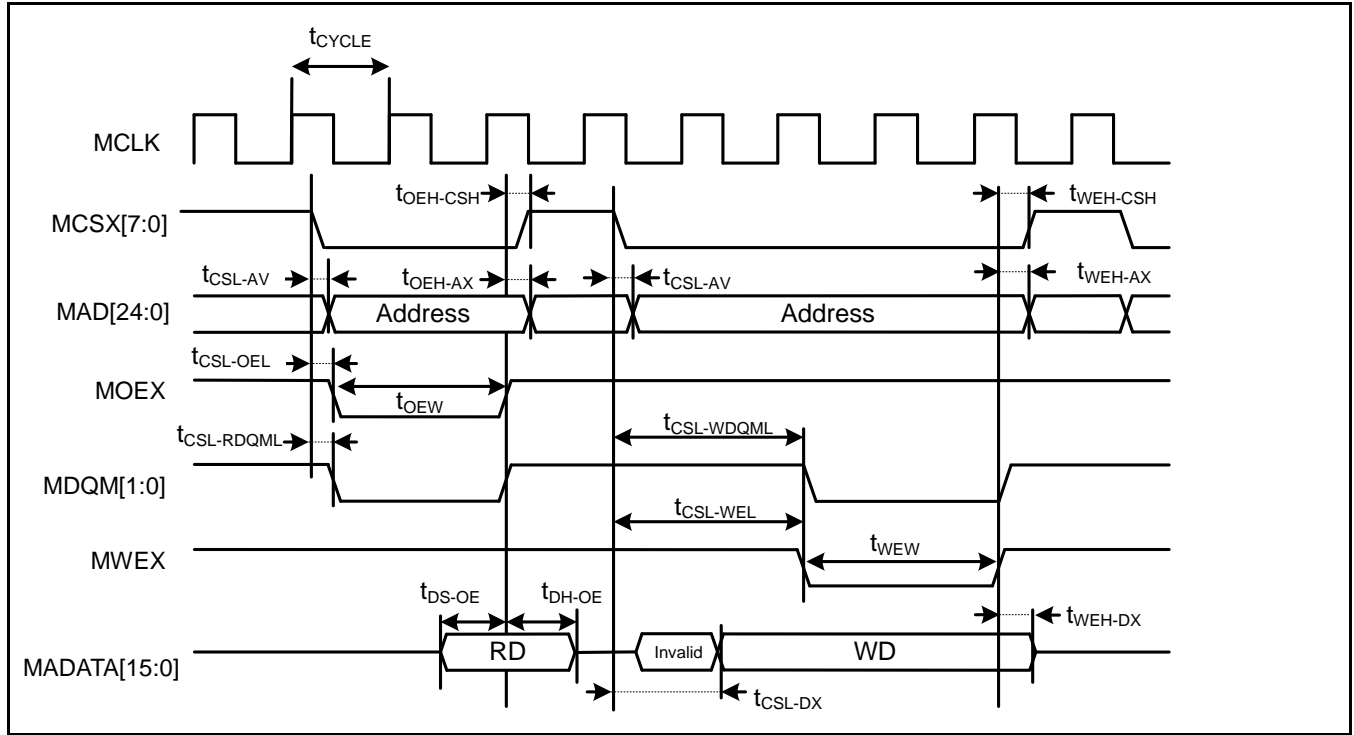 tCYCLE
MCLK
tOEH-CSH
tWEH-CSH
MCSX[7:0]
tCSL-AV
tOEH-AX
tCSL-AV
tWEH-AX
MAD[24:0]
Address
Address
tCSL-OEL
MOEX
tOEW
tCSL-RDQML
tCSL-WDQML
MDQM[1:0]
tCSL-WEL
MWEX
tWEW
tDS-OE
tDH-OE
tWEH-DX
MADATA[15:0]
RD
Invalid
WD
tCSL-DX